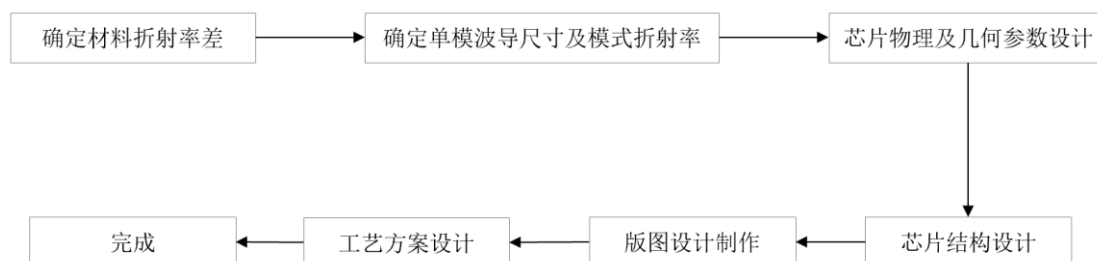 确定材料折射率差
确定单模波导尺寸及模式折射率
芯片物理及几何参数设计
芯片结构设计
版图设计制作
工艺方案设计
完成